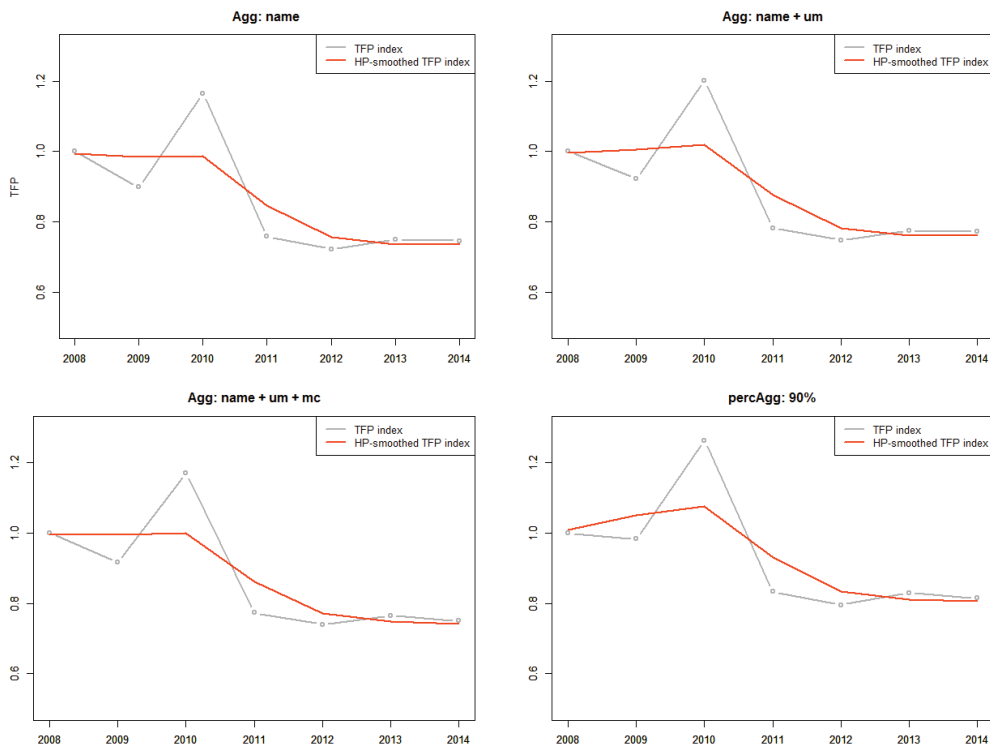 Agg: name
TFP index
HP-smoothed TFP index
TFP
1.2
1.0
0.8
0.6
2008 2009 2010 2011 2012 2013 2014
Agg: name + um
TFP index
HP-smoothed TFP index
1.2
1.0
0.8
0.6
2008 2009 2010 2011 2012 2013 2014
Agg: name + um + mc
TFP index
HP-smoothed TFP index
1.2
1.0
0.8
0.6
2008 2009 2010 2011 2012 2013 2014
percAgg: 90%
TFP index
HP-smoothed TFP index
1.2
1.0
0.8
0.6
2008 2009 2010 2011 2012 2013 2014